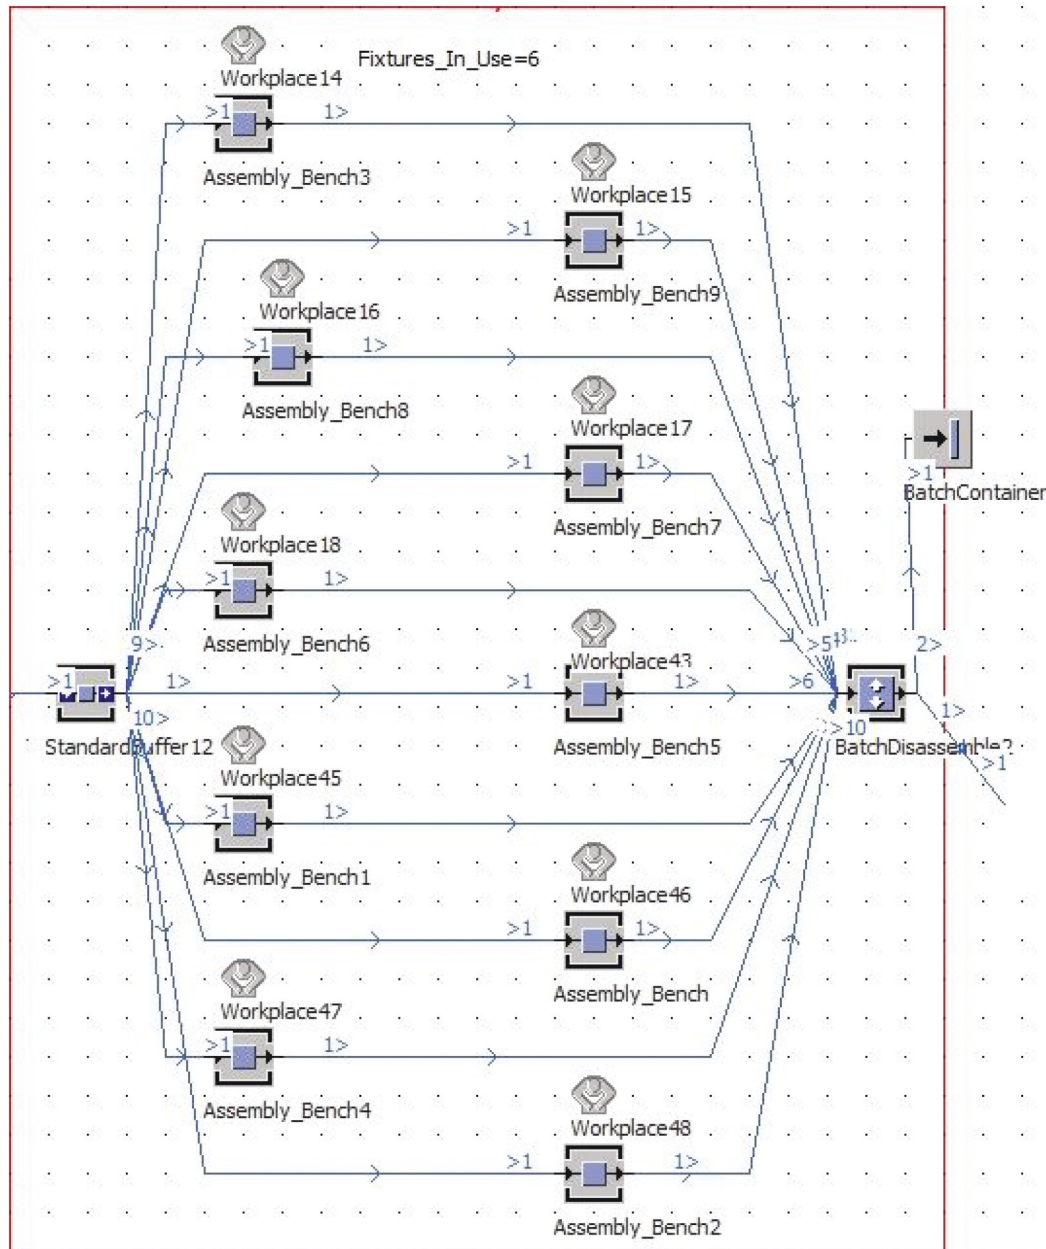 Fixtures_In_Use=6
Workplace14
>1
1>
Assembly_Bench3
Workplace15
>1
1>
Assembly_Bench9
Workplace16
>1
1>
Assembly_Bench8
Workplace17
>1
1>
Assembly_Bench7
BatchContainer
>1
Workplace18
>1
1>
Assembly_Bench6
9>
>5
2>
Workplace43
>1
1>
>1
1>
>6
10>
>10
1>
StandardBuffer12
Assembly_Bench5
BatchDisassemble2
>1
Workplace45
>1
1>
Assembly_Bench1
Workplace46
>1
1>
Assembly_Bench
Workplace47
>1
1>
Assembly_Bench4
Workplace48
>1
1>
Assembly_Bench2